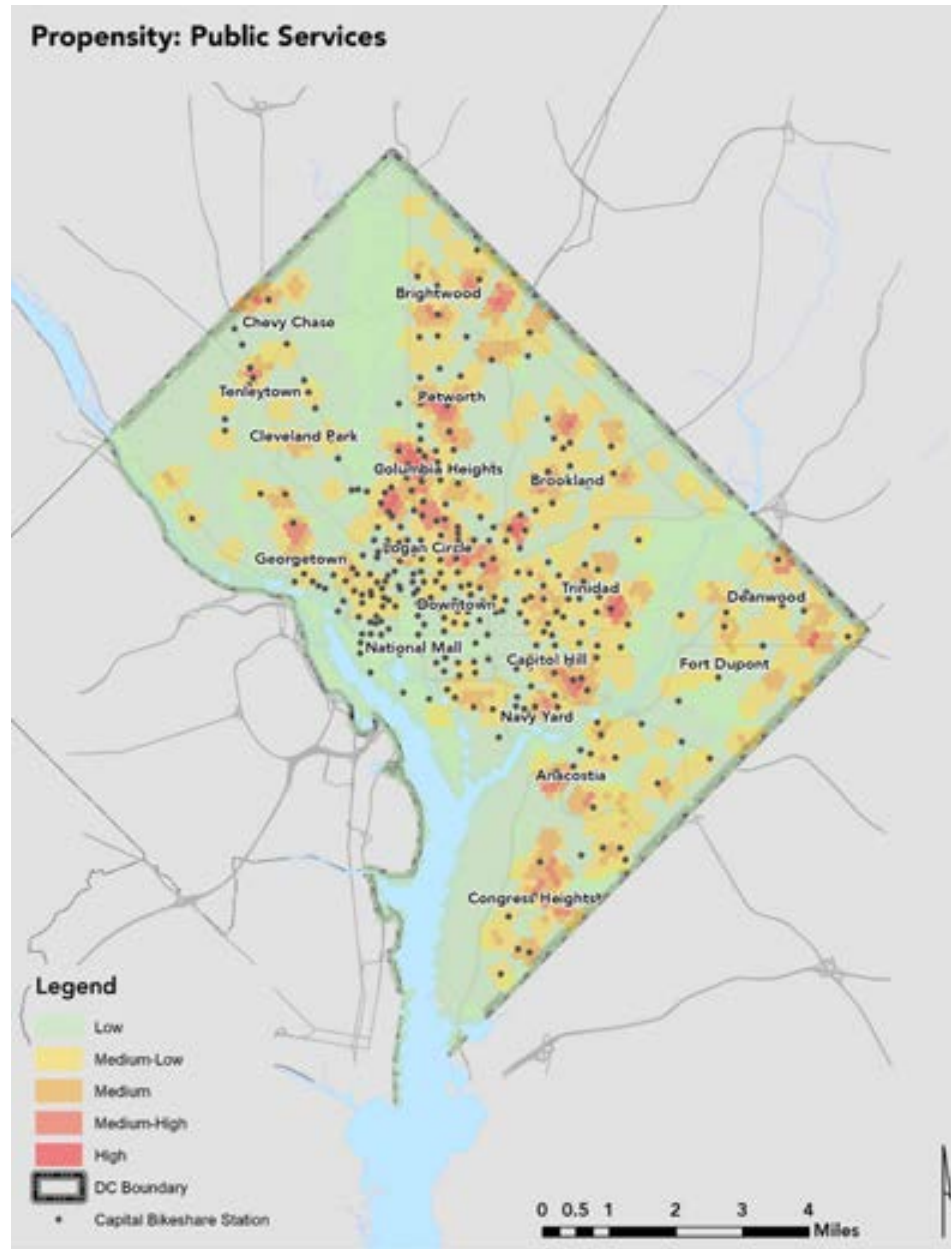 Propensity: Public Services
Brightwood
Chevy Chase
Tenleytown
Petworth
Cleveland Park
Columbia Heights
Brookland
Logan Circle
Georgetown
Trinidad
Deanwood
Downtown
National Mall
Capitol Hill
Fort Dupont
Navy Yard
Anacostia
Congress Heights
Legend
Low
Medium-Low
Medium
Medium-High
High
DC Boundary
Capital Bikeshare Station
0 0.5 1 2 3 4
Miles